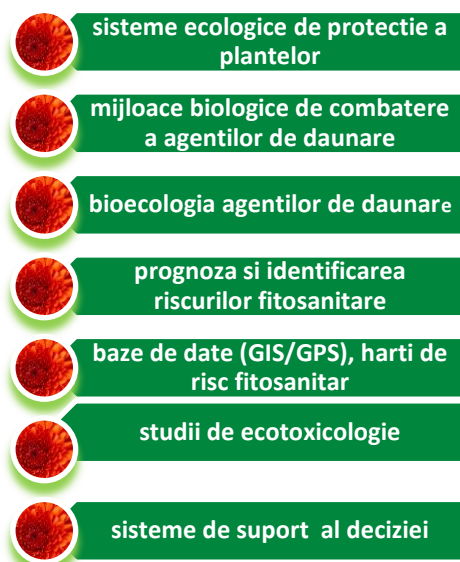 sisteme ecologice de protectie a
plantelor
mijloace biologice de combatere
a agentilor de daunare
bioecologia agentilor de daunare
prognoza si identificarea
riscurilor fitosanitare
baze de date (GIS/GPS), harti de
risc fitosanitar
studii de ecotoxicologie
sisteme de suport al deciziei